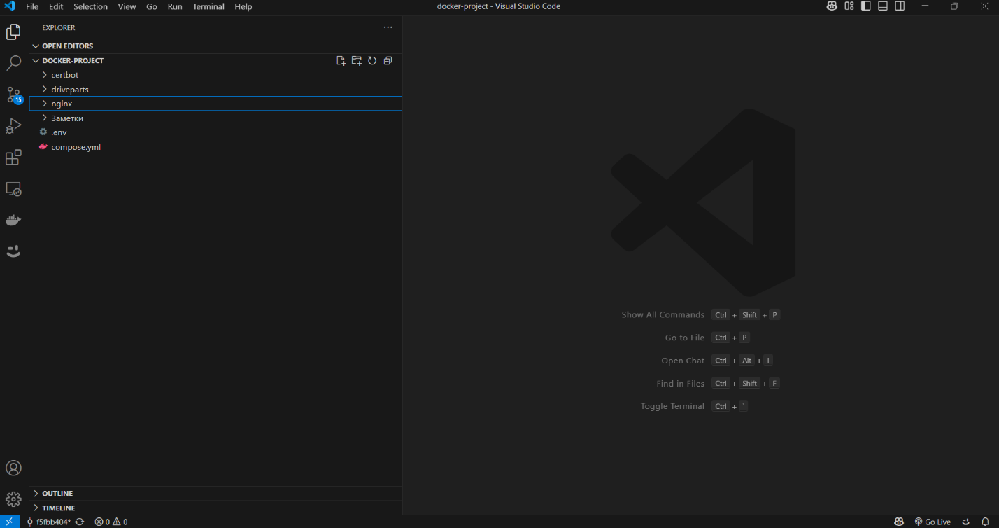 File Edit Selection View Go Run Terminal Help docker-project - Visual Studio Code
EXPLORER
OPEN EDITORS
DOCKER-PROJECT
certbot
driveparts
nginx
Заметки
.env
compose.yml
15
Show All Commands Ctrl + Shift + P
Go to File Ctrl + P
Open Chat Ctrl + Alt + I
Find in Files Ctrl + Shift + F
Toggle Terminal Ctrl + `
OUTLINE
TIMELINE
f5fbb404* 0 0 Go Live